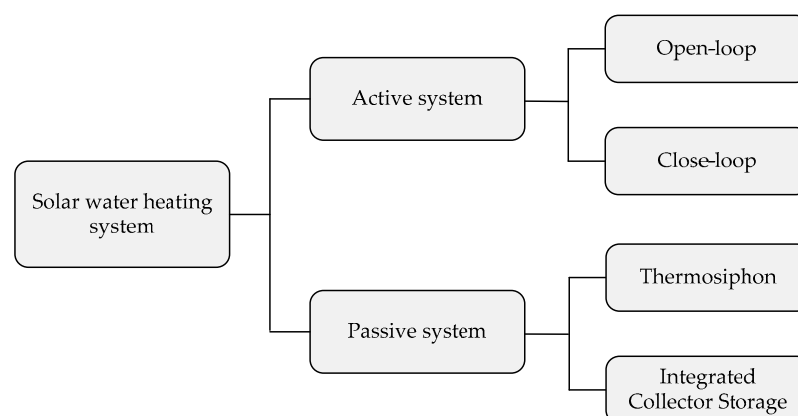 Open-loop
Active system
Close-loop
Solar water heating
system
Thermosiphon
Passive system
Integrated
Collector Storage